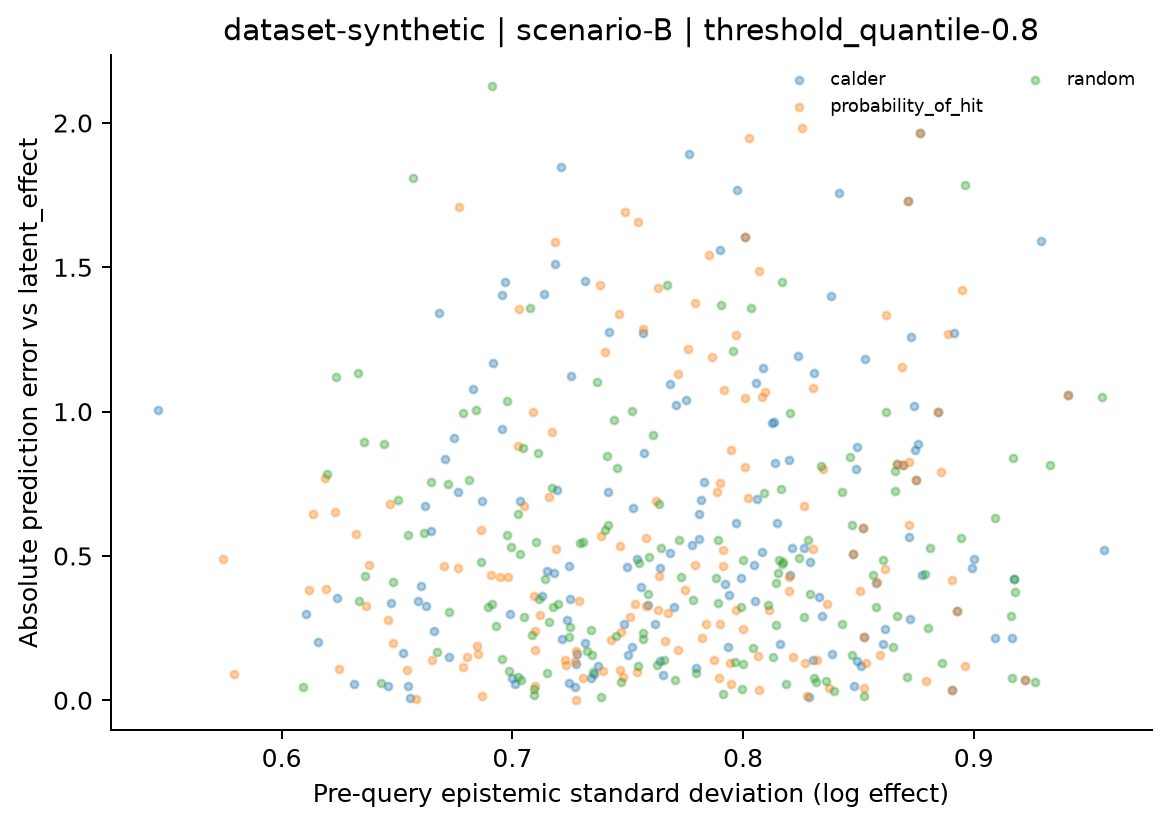 dataset-synthetic | scenario-B | threshold_quantile-0.8
calder
random
probability_of_hit
Absolute prediction error vs latent_effect
2.0
1.5
1.0
0.5
0.0
0.6
0.7
0.8
0.9
Pre-query epistemic standard deviation (log effect)